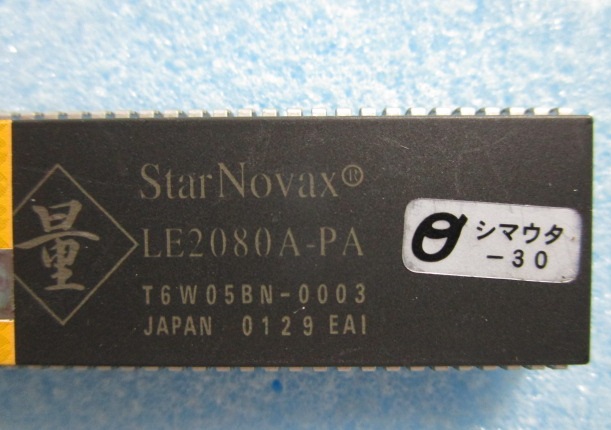 StarNovax®
量
LE2080A-PA
T6W05BN-0003
JAPAN 0129 EAI
シマウタ
-30